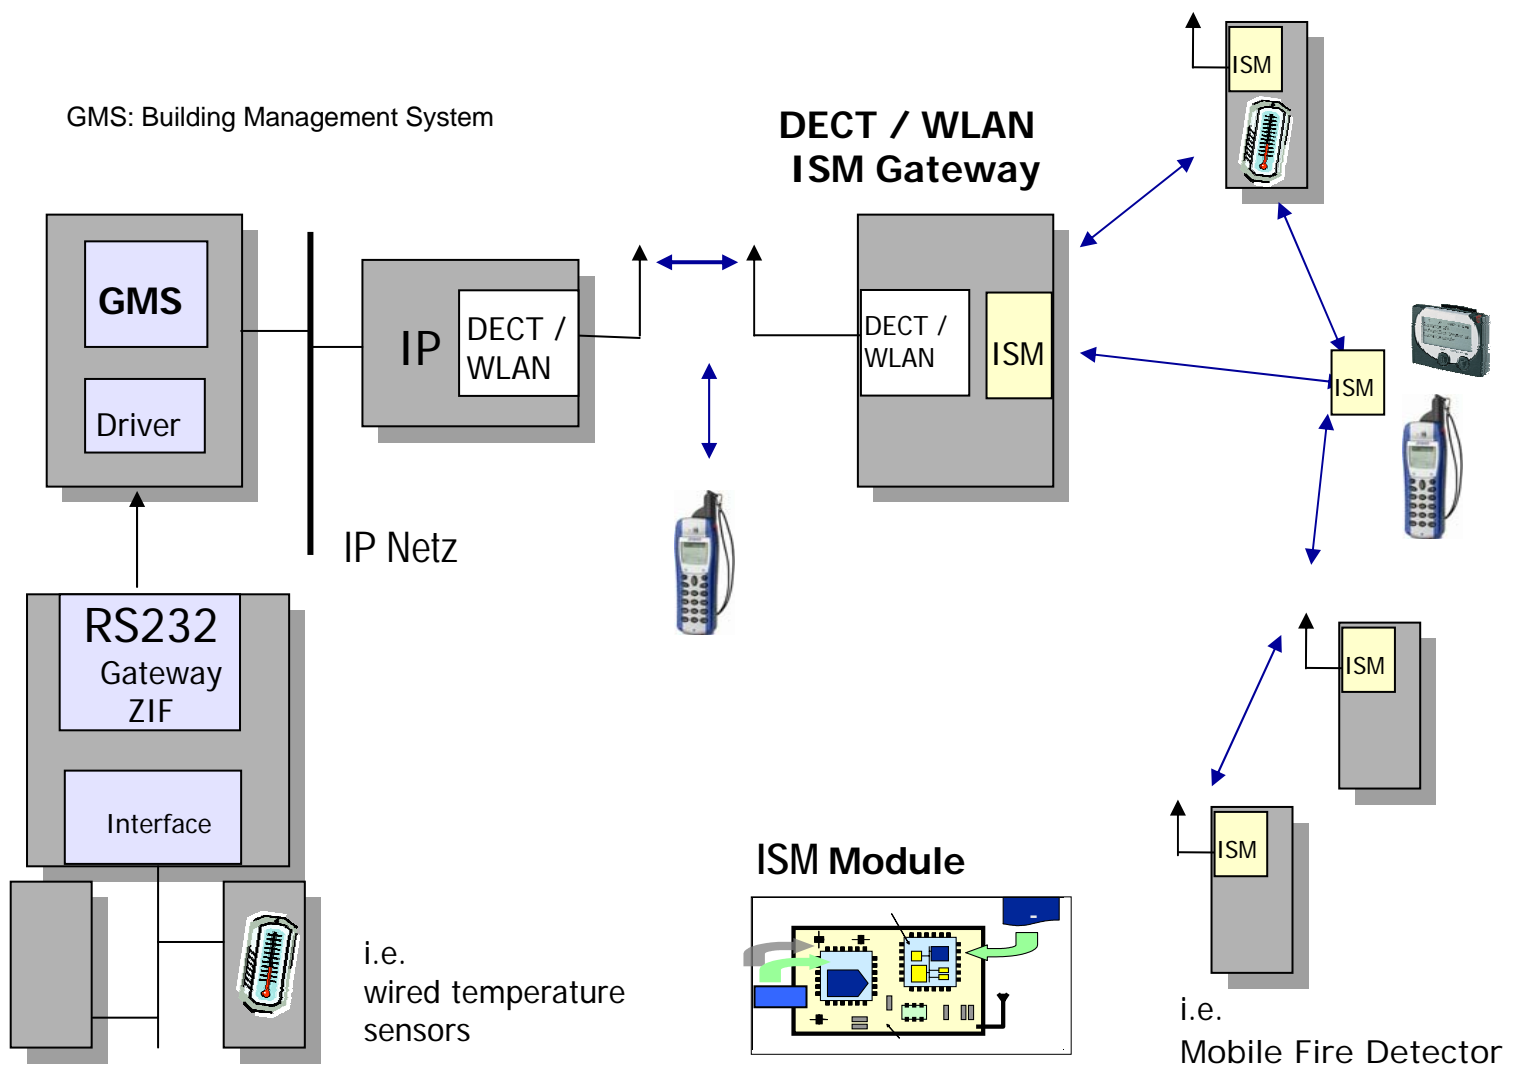 GMS: Building Management System
DECT / WLAN
ISM Gateway
ISM
GMS
Driver
IP
DECT /
WLAN
DECT /
WLAN
ISM
ISM
IP Netz
RS232
Gateway
ZIF
Interface
ISM
ISM
ISM Module
i.e.
wired temperature
sensors
i.e.
Mobile Fire Detector